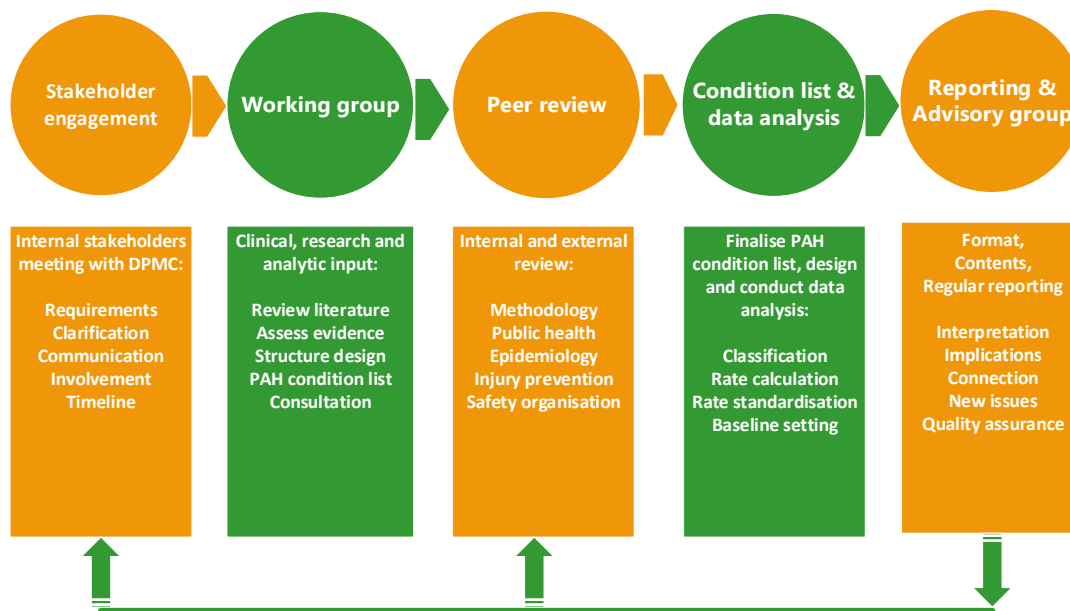 Stakeholder
engagement
Working group
Peer review
Condition list &
data analysis
Reporting &
Advisory group
Internal stakeholders
meeting with DPMC:
Requirements
Clarification
Communication
Involvement
Timeline
Clinical, research and
analytic input:
Review literature
Assess evidence
Structure design
PAH condition list
Consultation
Internal and external
review:
Methodology
Public health
Epidemiology
Injury prevention
Safety organisation
Finalise PAH
condition list, design
and conduct data
analysis:
Classification
Rate calculation
Rate standardisation
Baseline setting
Format,
Contents,
Regular reporting
Interpretation
Implications
Connection
New issues
Quality assurance